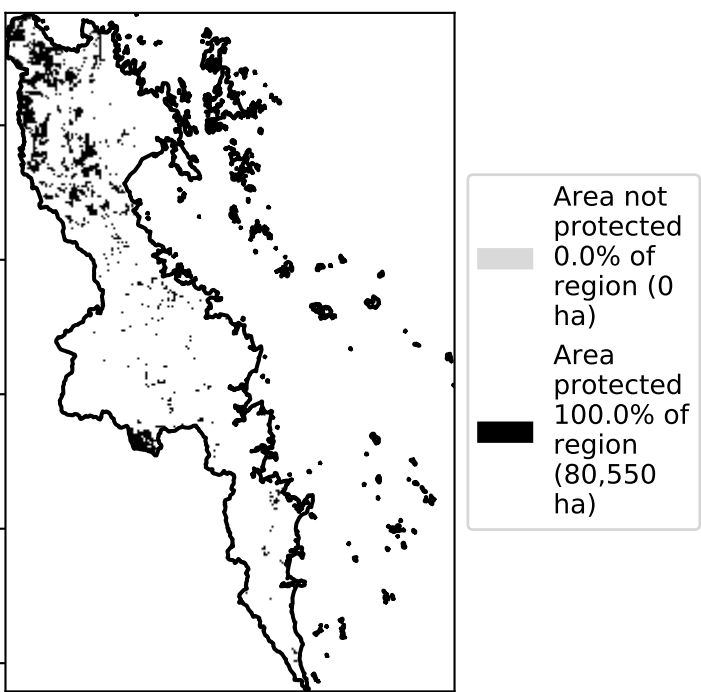 Area not
protected
0.0% of
region (0
ha)
Area
protected
100.0% of
region
(80,550
ha)